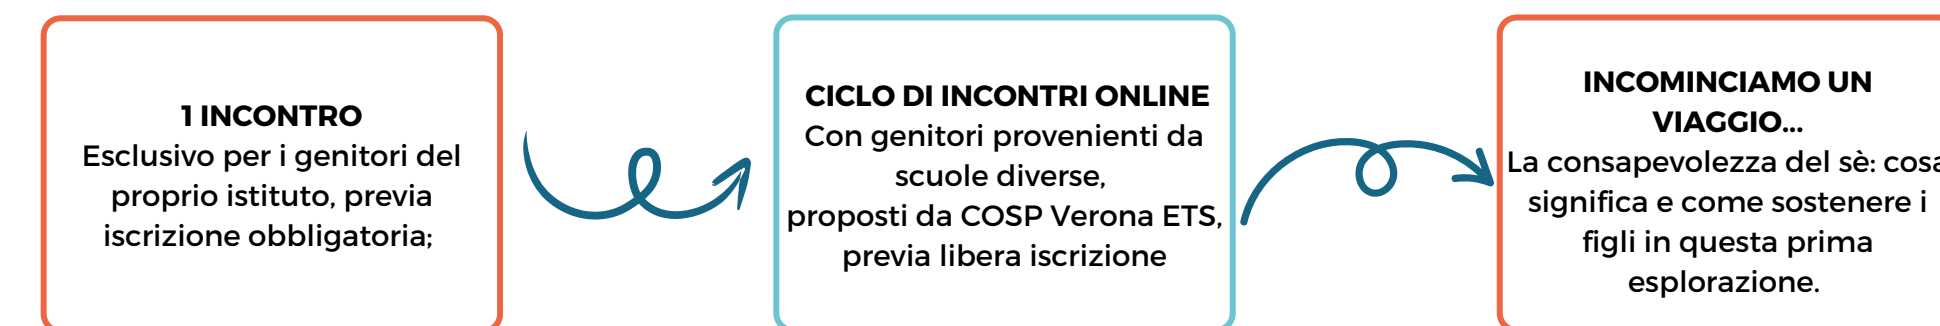 1 INCONTRO
Esclusivo per i genitori del
proprio istituto, previa
iscrizione obbligatoria;
CICLO DI INCONTRI ONLINE
Con genitori provenienti da
scuole diverse,
proposti da COSP Verona ETS,
previa libera iscrizione
INCOMINCIAMO UN
VIAGGIO...
La consapevolezza del sè: cosa
significa e come sostenere i
figli in questa prima
esplorazione.